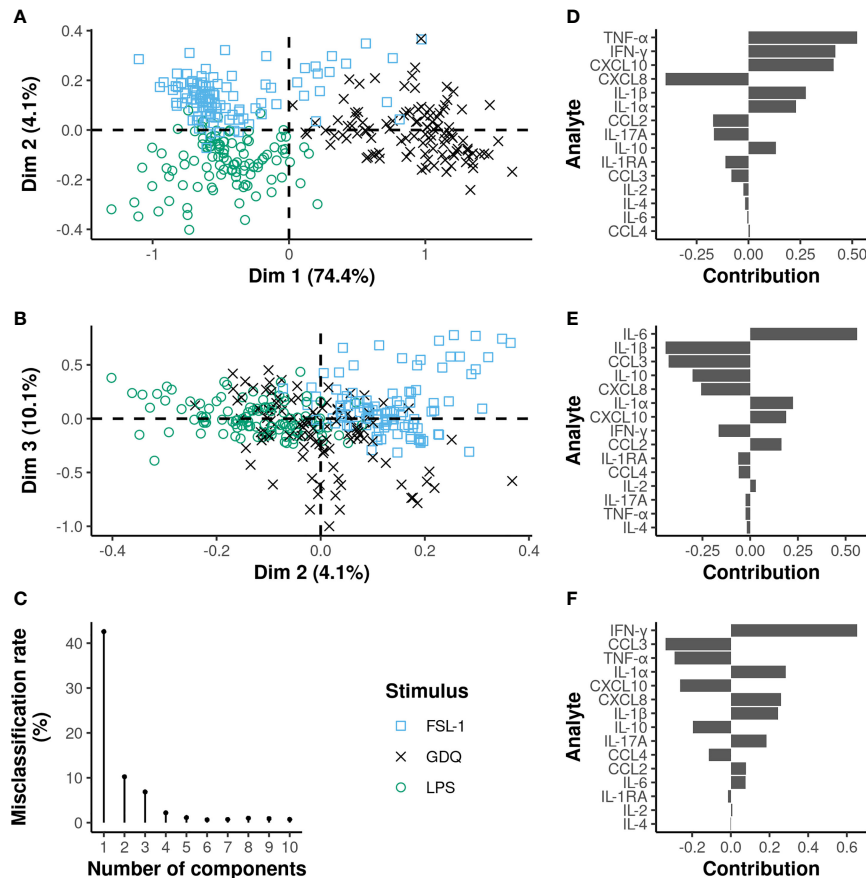 A
0.4
0.2
0.0
-0.2
-0.4
Dim 2 (4.1%)
-1
0
1
Dim 1 (74.4%)
B
0.5
0.0
-0.5
-1.0
Dim 3 (10.1%)
-0.4
-0.2
0.0
0.2
0.4
Dim 2 (4.1%)
C
40
30
20
10
0
Misclassification rate
(%)
1 2 3 4 5 6 7 8 9 10
Number of components
Stimulus
FSL-1
GDQ
LPS
D
TNF-α
IFN-γ
CXCL10
CXCL8
IL-1β
IL-1α
CCL2
IL-17A
IL-10
IL-1RA
CCL3
IL-2
IL-4
IL-6
CCL4
Analyte
-0.25
0.00
0.25
0.50
Contribution
E
IL-6
IL-1β
CCL3
IL-10
CXCL8
IL-1α
CXCL10
IFN-γ
CCL2
IL-1RA
CCL4
IL-2
IL-17A
TNF-α
IL-4
Analyte
-0.25
0.00
0.25
0.50
Contribution
F
IFN-γ
CCL3
TNF-α
IL-1α
CXCL10
CXCL8
IL-1β
IL-10
IL-17A
CCL4
CCL2
IL-6
IL-1RA
IL-2
IL-4
Analyte
-0.2
0.0
0.2
0.4
0.6
Contribution